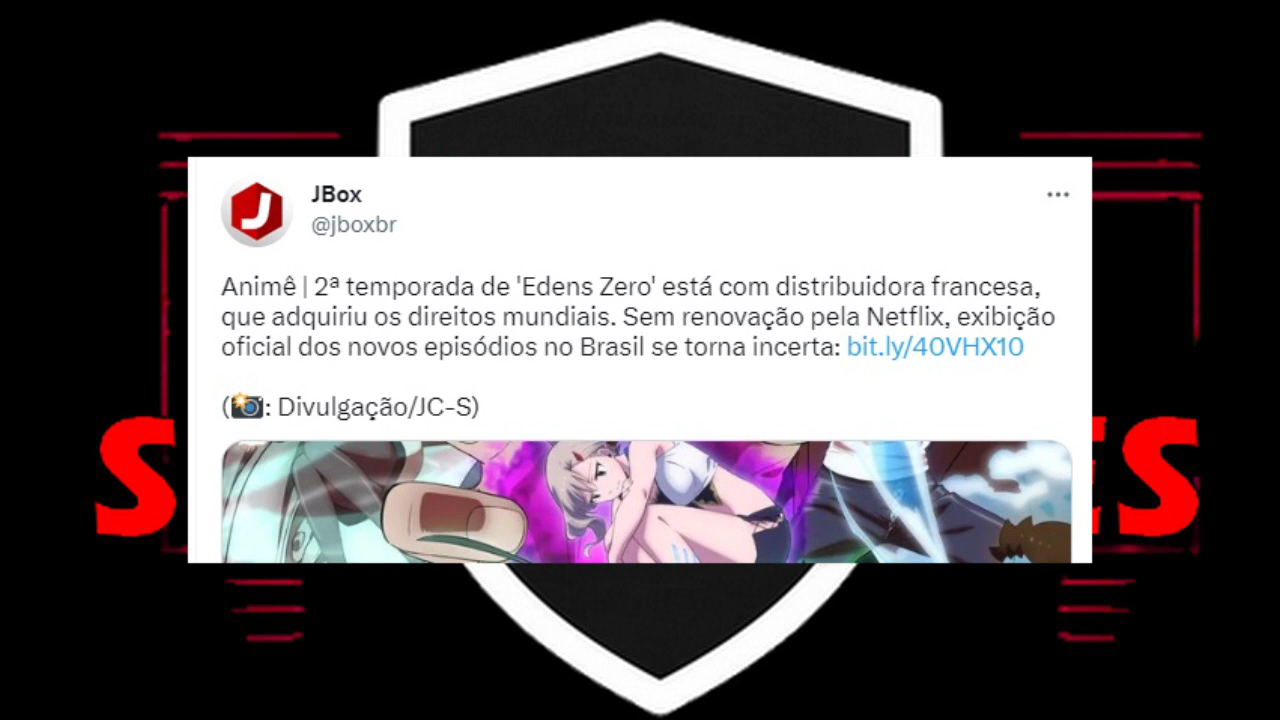 JBox
@jboxbr
Animê | 2ª temporada de 'Edens Zero' está com distribuidora francesa,
que adquiriu os direitos mundiais. Sem renovação pela Netflix, exibição
oficial dos novos episódios no Brasil se torna incerta: bit.ly/40VHX10
(📸: Divulgação/JC-S)
S ES